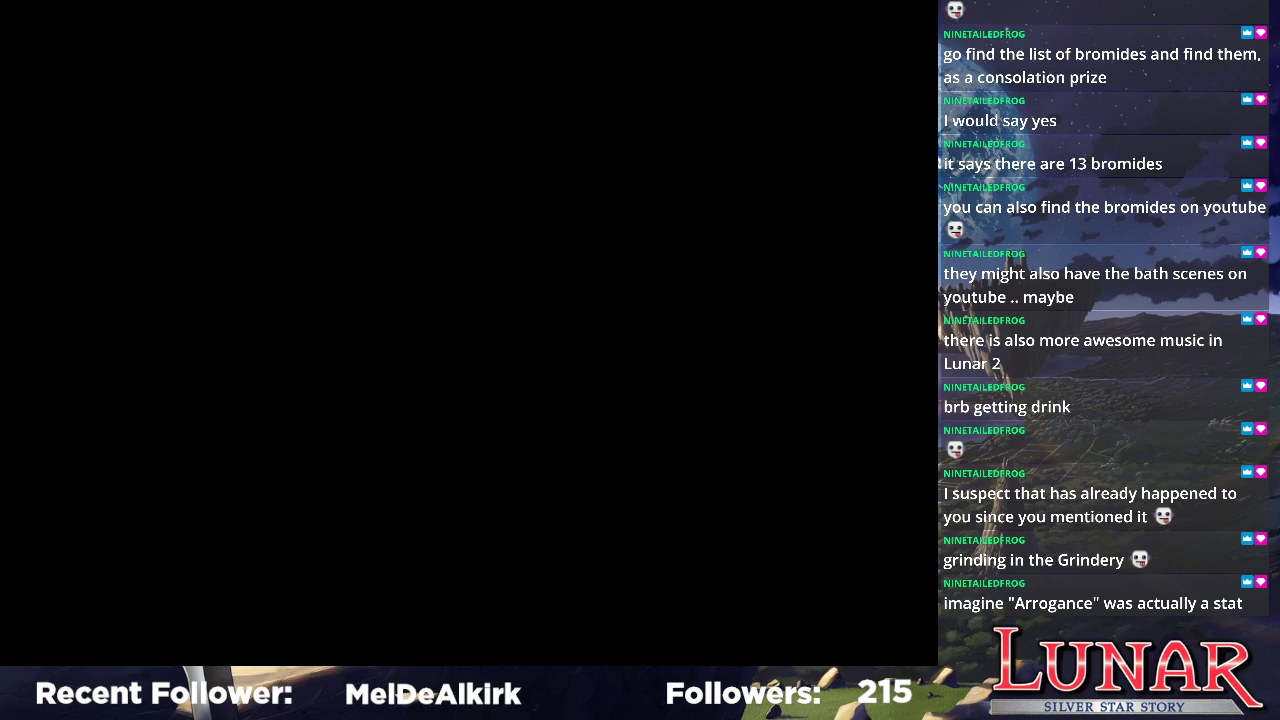 NINETAILEDFROG
go find the list of bromides and find them,
as a consolation prize
NINETAILEDFROG
I would say yes
NINETAILEDFROG
it says there are 13 bromides
NINETAILEDFROG
you can also find the bromides on youtube
NINETAILEDFROG
they might also have the bath scenes on
youtube .. maybe
NINETAILEDFROG
there is also more awesome music in
Lunar 2
NINETAILEDFROG
brb getting drink
NINETAILEDFROG
NINETAILEDFROG
I suspect that has already happened to
you since you mentioned it
NINETAILEDFROG
grinding in the Grindery
NINETAILEDFROG
imagine "Arrogance" was actually a stat
LUNAR
SILVER STAR STORY
Recent Follower: MelDeAlkirk Followers: 215